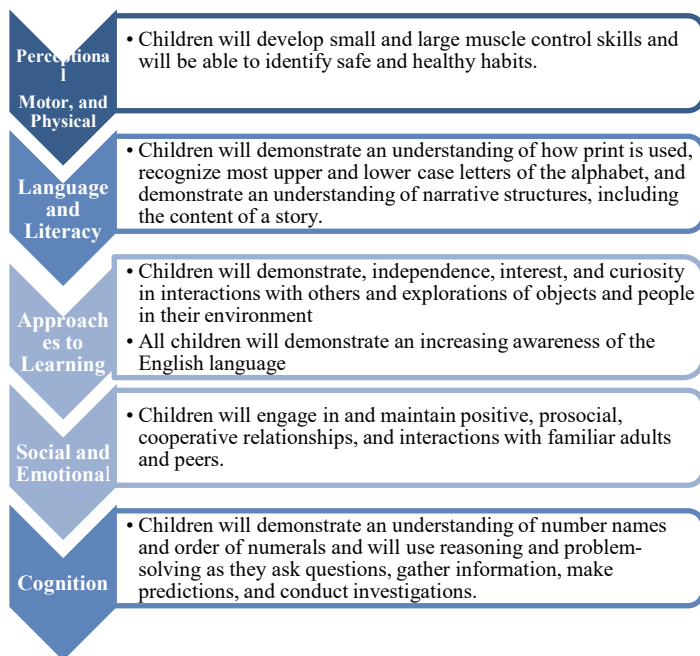 Perceptiona
l
Motor, and
Physical
• Children will develop small and large muscle control skills and
will be able to identify safe and healthy habits.
Language
and
Literacy
• Children will demonstrate an understanding of how print is used,
recognize most upper and lower case letters of the alphabet, and
demonstrate an understanding of narrative structures, including
the content of a story.
Approach
es to
Learning
• Children will demonstrate, independence, interest, and curiosity
in interactions with others and explorations of objects and people
in their environment
• All children will demonstrate an increasing awareness of the
English language
Social and
Emotional
• Children will engage in and maintain positive, prosocial,
cooperative relationships, and interactions with familiar adults
and peers.
Cognition
• Children will demonstrate an understanding of number names
and order of numerals and will use reasoning and problem-
solving as they ask questions, gather information, make
predictions, and conduct investigations.